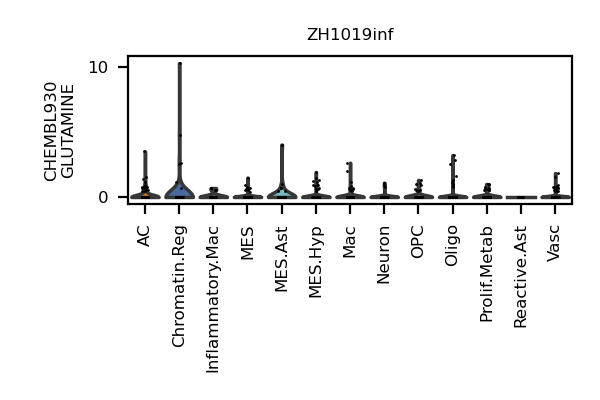 ZH1019inf
CHEMBL930
GLUTAMINE
10
0
AC
Chromatin.Reg
Inflammatory.Mac
MES
MES.Ast
MES.Hyp
Mac
Neuron
OPC
Oligo
Prolif.Metab
Reactive.Ast
Vasc